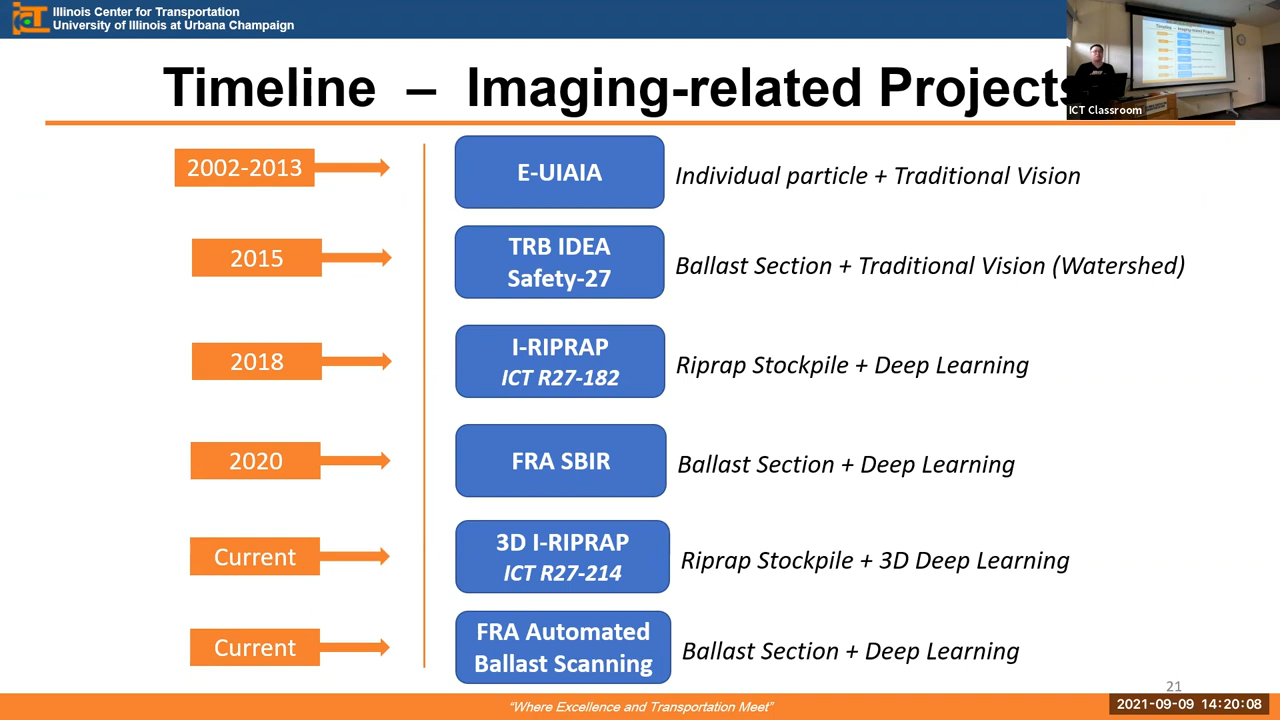 Illinois Center for Transportation
University of Illinois at Urbana Champaign
Timeline – Imaging-related Projects
ICT Classroom
2002-2013
E-UIAIA
Individual particle + Traditional Vision
2015
TRB IDEA
Safety-27
Ballast Section + Traditional Vision (Watershed)
2018
I-RIPRAP
ICT R27-182
Riprap Stockpile + Deep Learning
2020
FRA SBIR
Ballast Section + Deep Learning
Current
3D I-RIPRAP
ICT R27-214
Riprap Stockpile + 3D Deep Learning
Current
FRA Automated
Ballast Scanning
Ballast Section + Deep Learning
21
"Where Excellence and Transportation Meet"
2021-09-09 14:20:08